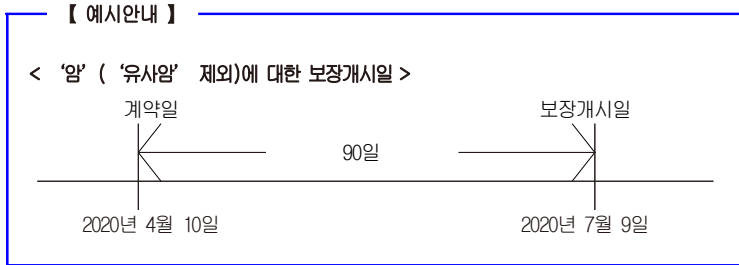 【 예시안내 】
< ‘암’ ( ‘유사암’ 제외)에 대한 보장개시일 >
계약일 보장개시일
90일
2020년 4월 10일 2020년 7월 9일